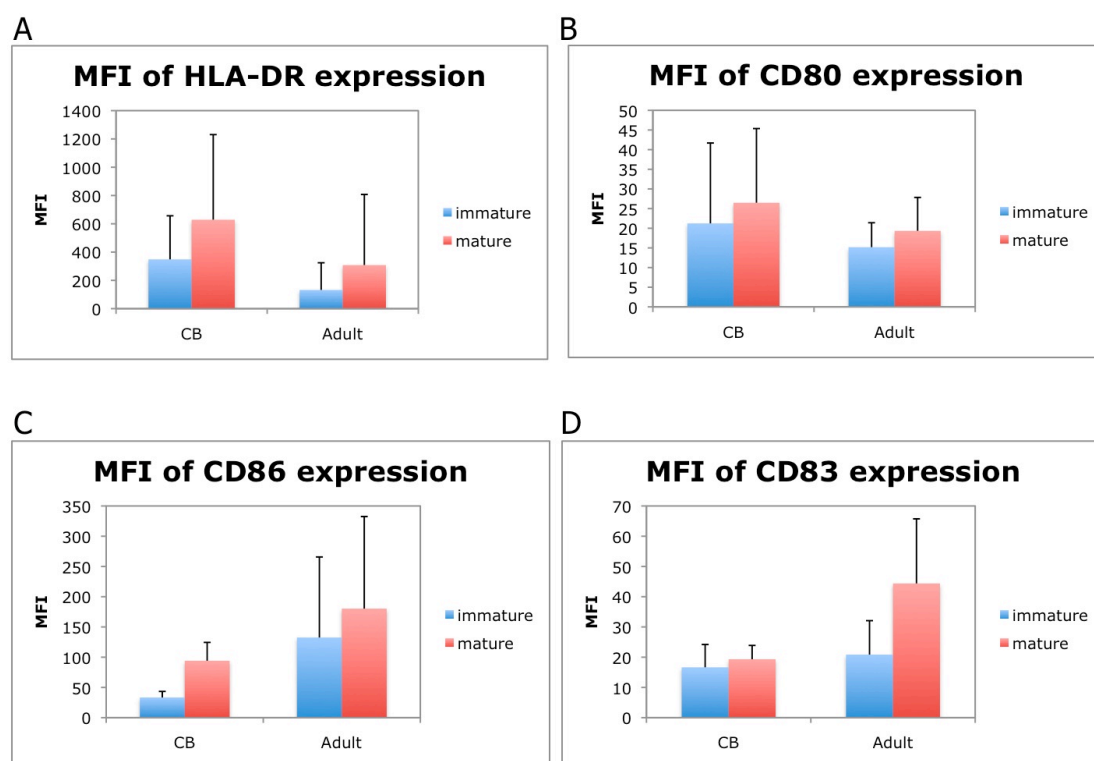 A
MFI of HLA-DR expression
1400
1200
1000
800
600
400
200
0
MFI
CB
Adult
immature
mature
B
MFI of CD80 expression
50
45
40
35
30
25
20
15
10
5
0
MFI
CB
Adult
immature
mature
C
MFI of CD86 expression
350
300
250
200
150
100
50
0
MFI
CB
Adult
immature
mature
D
MFI of CD83 expression
70
60
50
40
30
20
10
0
MFI
CB
Adult
immature
mature